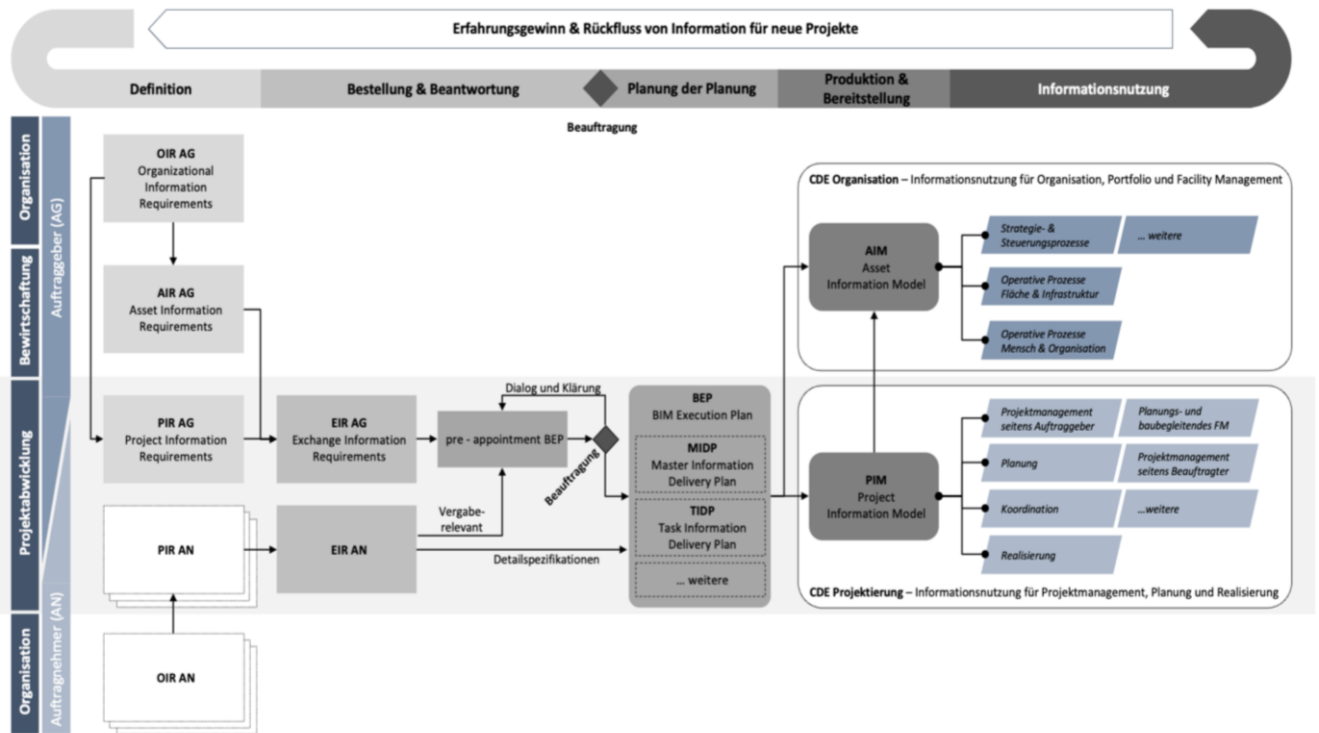 Erfahrungsgewinn & Rückfluss von Information für neue Projekte
Definition
Bestellung & Beantwortung
Planung der Planung
Produktion &
Bereitstellung
Informationsnutzung
Beauftragung
Organisation
Bewirtschaftung
Projektabwicklung
Organisation
Auftraggeber (AG)
Auftragnehmer (AN)
OIR AG
Organizational
Information
Requirements
AIR AG
Asset Information
Requirements
PIR AG
Project Information
Requirements
PIR AN
OIR AN
EIR AG
Exchange Information
Requirements
EIR AN
pre - appointment BEP
Dialog und Klärung
Beauftragung
Vergabe-
relevant
Detailspezifikationen
BEP
BIM Execution Plan
MIDP
Master Information
Delivery Plan
TIDP
Task Information
Delivery Plan
... weitere
CDE Organisation – Informationsnutzung für Organisation, Portfolio und Facility Management
AIM
Asset
Information Model
Strategie- &
Steuerungsprozesse
... weitere
Operative Prozesse
Fläche & Infrastruktur
Operative Prozesse
Mensch & Organisation
PIM
Project
Information Model
Projektmanagement
seitens Auftraggeber
Planungs- und
baubegleitendes FM
Planung
Projektmanagement
seitens Beauftragter
Koordination
...weitere
Realisierung
CDE Projektierung – Informationsnutzung für Projektmanagement, Planung und Realisierung